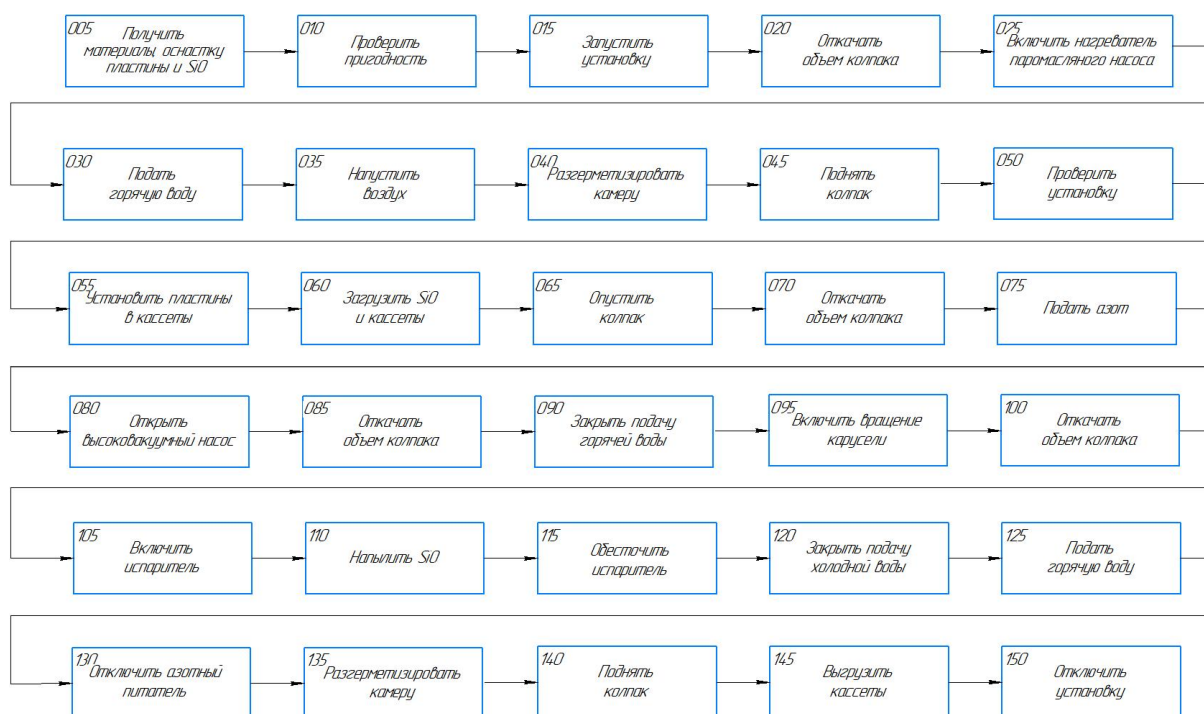 005 Получить
материалы, оснастку
пластины и SiO
010
Проверить
пригодность
015
Запустить
установку
020
Откачать
объем колпака
025
Включить нагреватель
паромасляного насоса
030
Подать
горячую воду
035
Напустить
воздух
040
Разгерметизировать
камеру
045
Поднять
колпак
050
Проверить
установку
055
Установить пластины
в кассеты
060
Загрузить SiO
и кассеты
065
Опустить
колпак
070
Откачать
объем колпака
075
Подать азот
080
Открыть
высоковакуумный насос
085
Откачать
объем колпака
090
Закрыть подачу
горячей воды
095
Включить вращение
карусели
100
Откачать
объем колпака
105
Включить
испаритель
110
Напылить SiO
115
Обесточить
испаритель
120
Закрыть подачу
холодной воды
125
Подать
горячую воду
130
Отключить азотный
питатель
135
Разгерметизировать
камеру
140
Поднять
колпак
145
Выгрузить
кассеты
150
Отключить
установку